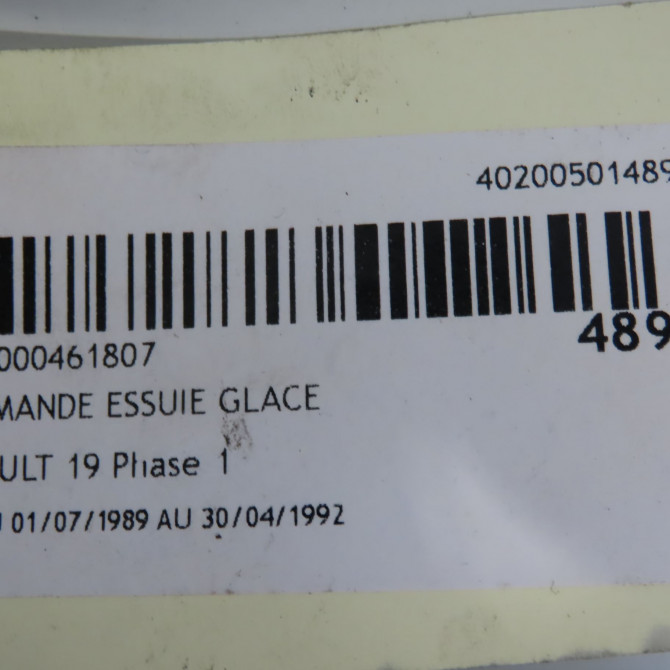 40200501489
489
000461807
MANDE ESSUIE GLACE
ULT 19 Phase 1
01/07/1989 AU 30/04/1992